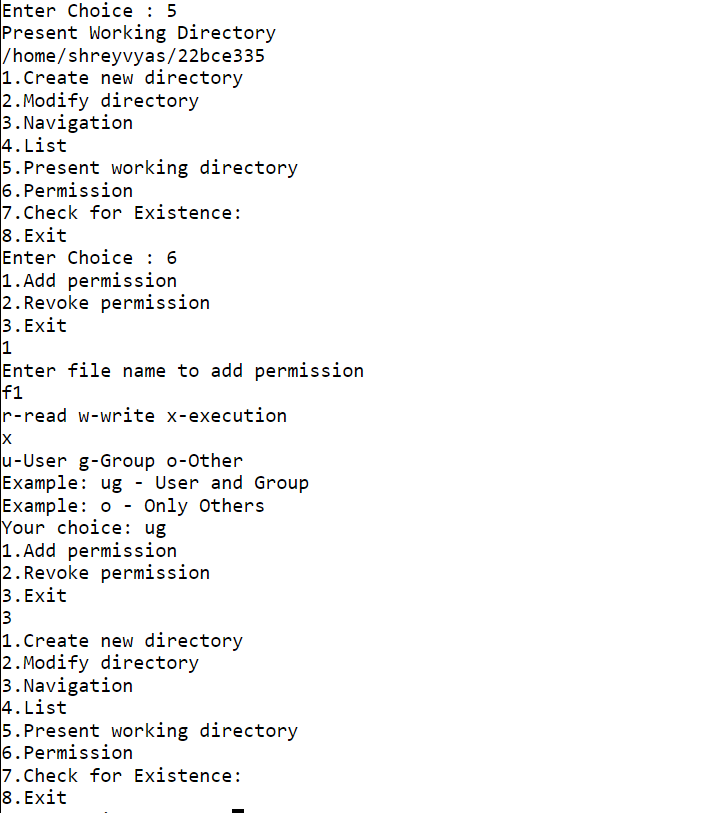 Enter Choice : 5
Present Working Directory
/home/shreyvyas/22bce335
1.Create new directory
2.Modify directory
3.Navigation
4.List
5.Present working directory
6.Permission
7.Check for Existence:
8.Exit
Enter Choice : 6
1.Add permission
2.Revoke permission
3.Exit
1
Enter file name to add permission
f1
r-read w-write x-execution
x
u-User g-Group o-Other
Example: ug - User and Group
Example: o - Only Others
Your choice: ug
1.Add permission
2.Revoke permission
3.Exit
3
1.Create new directory
2.Modify directory
3.Navigation
4.List
5.Present working directory
6.Permission
7.Check for Existence:
8.Exit